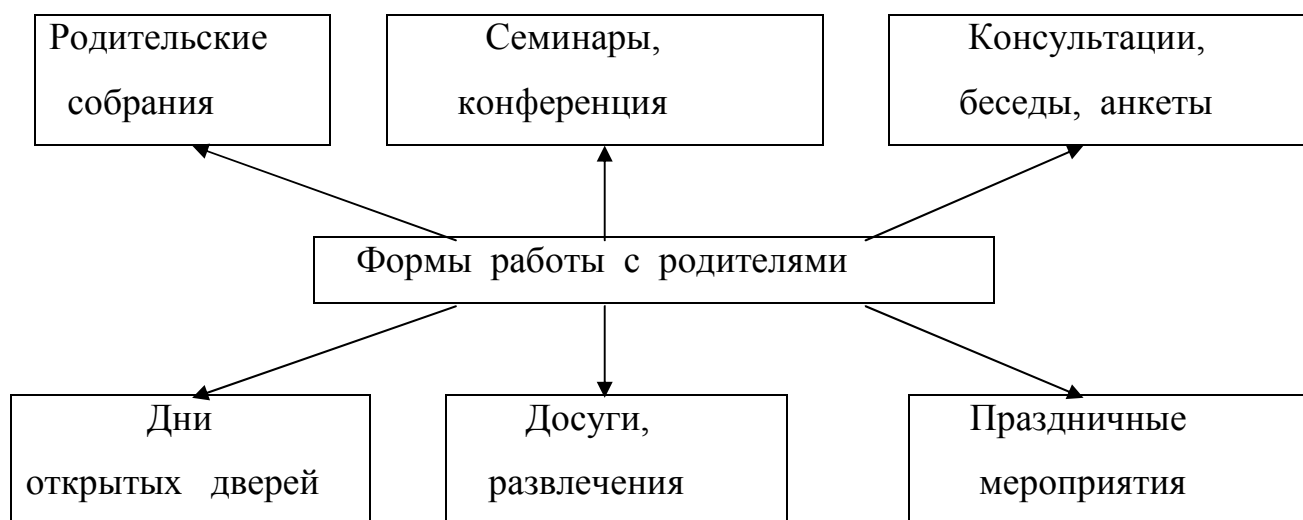 Родительские
собрания
Семинары,
конференция
Консультации,
беседы, анкеты
Формы работы с родителями
Дни
открытых дверей
Досуги,
развлечения
Праздничные
мероприятия